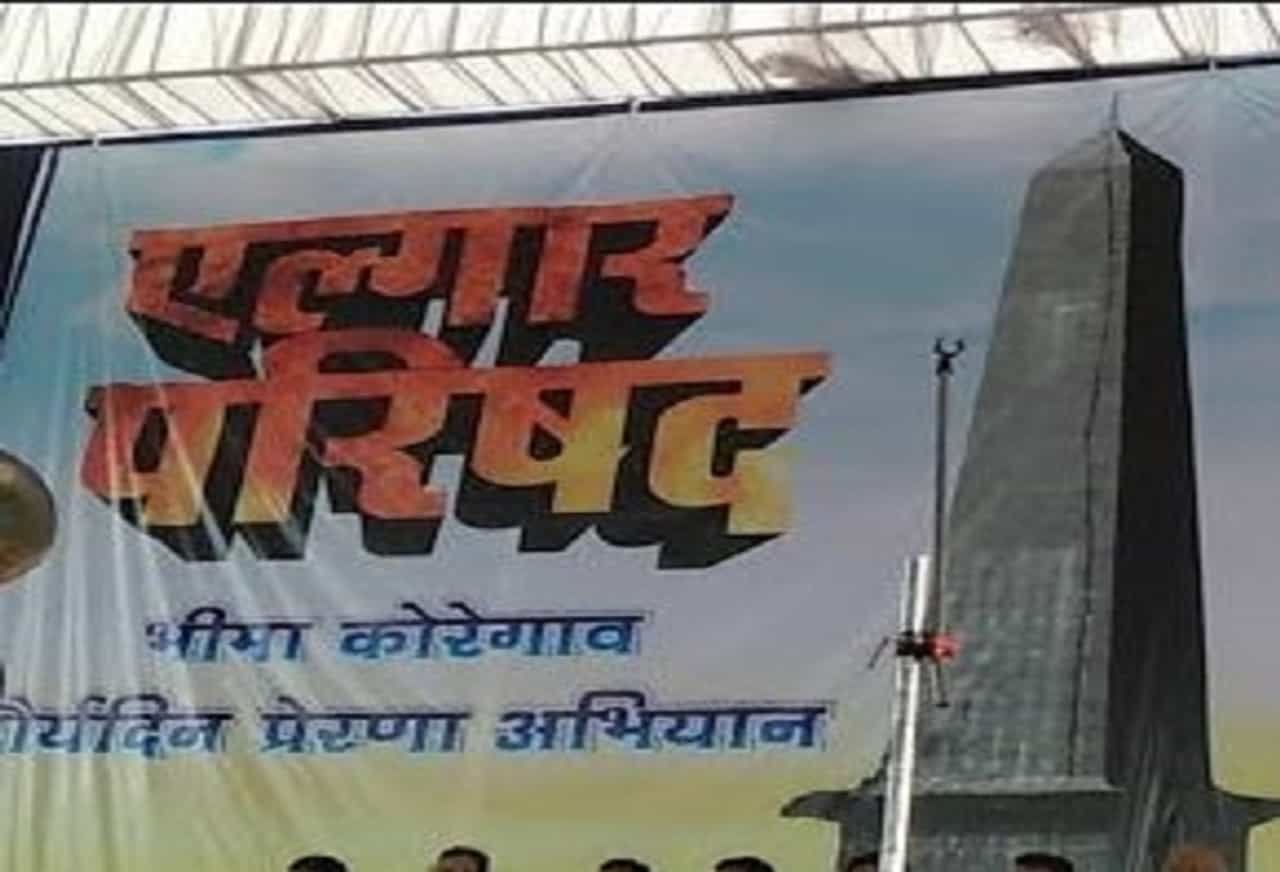 एल्गार
परिषद
भीमा कोरेगाव
प्रेरणा अभियान